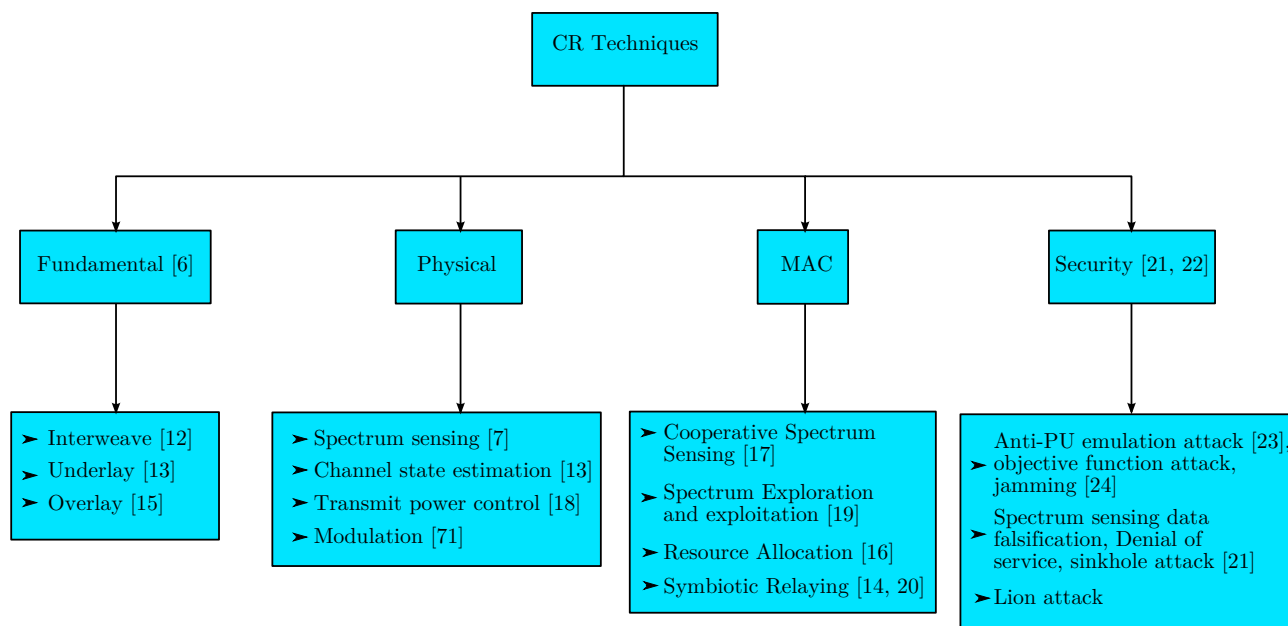 CR Techniques
Fundamental [6]
Physical
MAC
Security [21, 22]
➤ Interweave [12]
➤ Underlay [13]
➤ Overlay [15]
➤ Spectrum sensing [7]
➤ Channel state estimation [13]
➤ Transmit power control [18]
➤ Modulation [71]
➤ Cooperative Spectrum
Sensing [17]
➤ Spectrum Exploration
and exploitation [19]
➤ Resource Allocation [16]
➤ Symbiotic Relaying [14, 20]
Anti-PU emulation attack [23],
➤ objective function attack,
jamming [24]
Spectrum sensing data
➤ falsification, Denial of
service, sinkhole attack [21]
➤ Lion attack